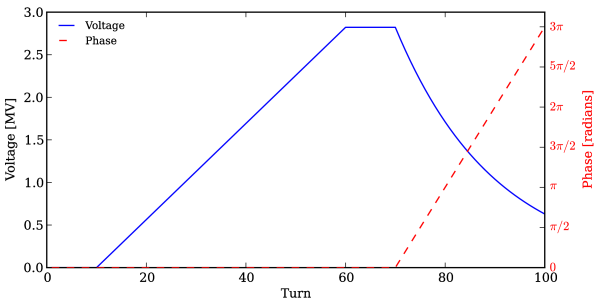 Voltage
Phase
3.0
2.5
2.0
1.5
1.0
0.5
0.0
Voltage [MV]
0
20
40
60
80
100
Turn
3π
5π/2
2π
3π/2
π
π/2
0
Phase [radians]